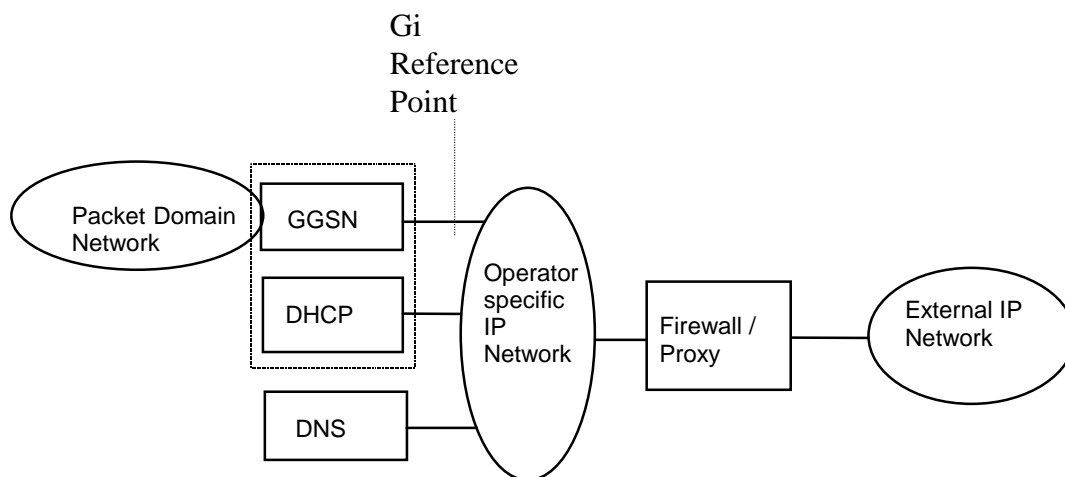 Gi
Reference
Point
Packet Domain
Network
GGSN
DHCP
DNS
Operator
specific
IP
Network
Firewall /
Proxy
External IP
Network